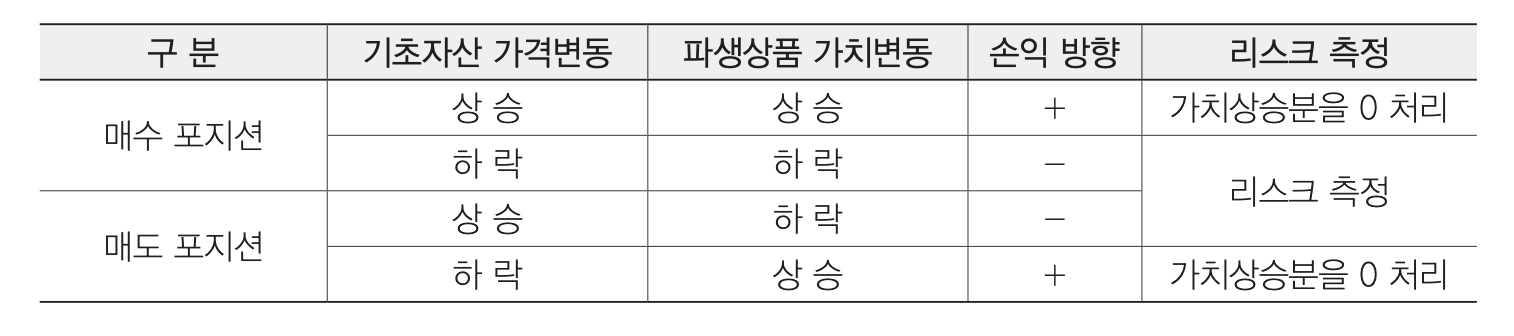 구 분 기초자산 가격변동 파생상품 가치변동 손익 방향 리스크 측정
매수 포지션 상 승 상 승 + 가치상승분을 0 처리
하 락 하 락 − 리스크 측정
매도 포지션 상 승 하 락 −
하 락 상 승 + 가치상승분을 0 처리